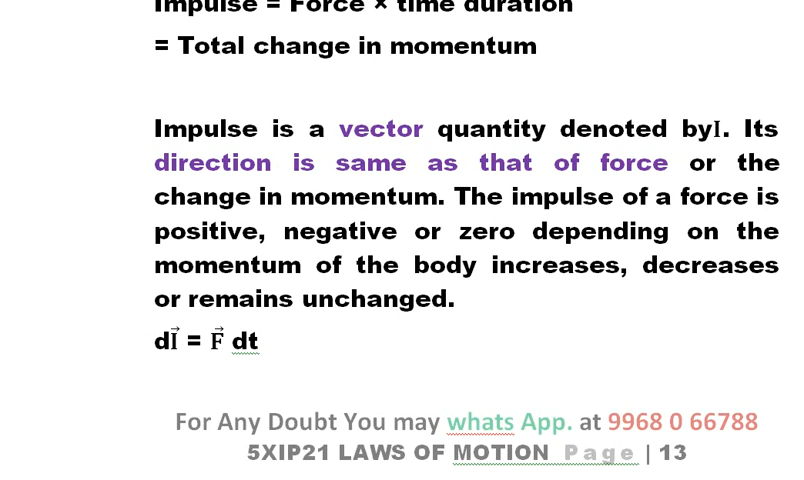 Impulse = Force × time duration
= Total change in momentum
Impulse is a vector quantity denoted byI. Its
direction is same as that of force or the
change in momentum. The impulse of a force is
positive, negative or zero depending on the
momentum of the body increases, decreases
or remains unchanged.
dI⃗ = F⃗ dt
For Any Doubt You may whats App. at 9968 0 66788
5XIP21 LAWS OF MOTION Page | 13